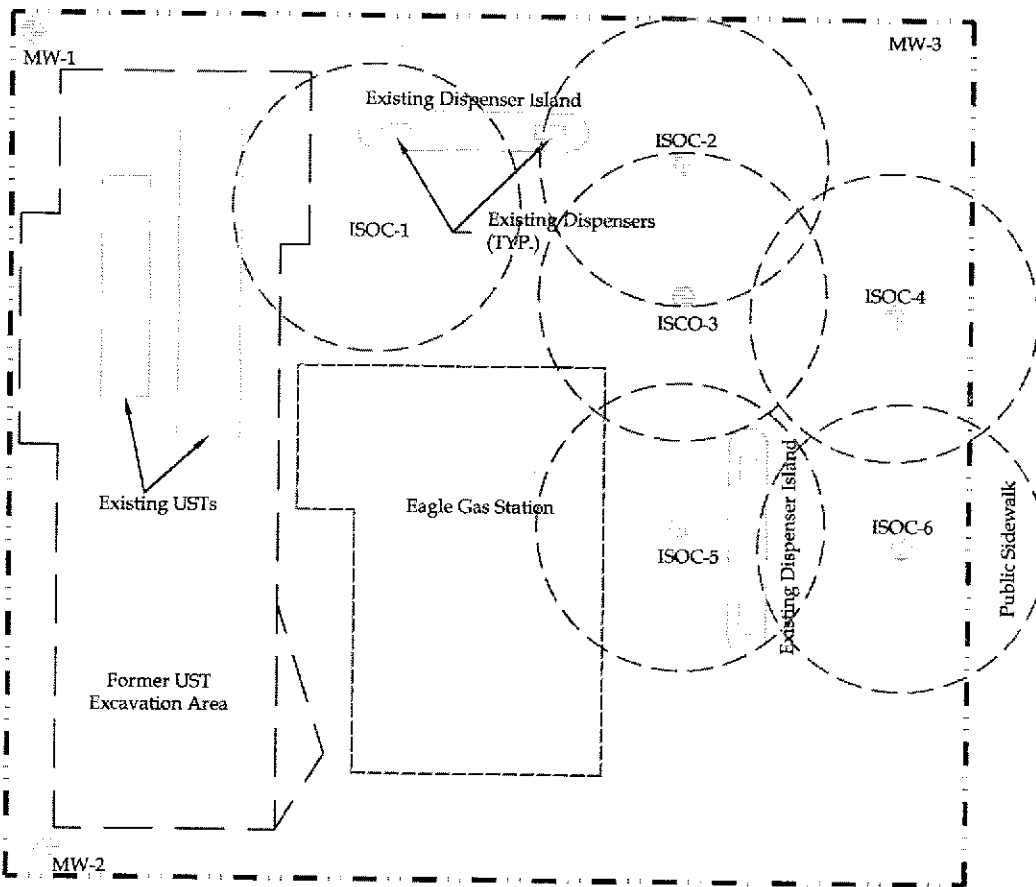 MW-1
MW-3
Existing Dispenser Island
ISOC-2
ISOC-1
Existing Dispensers
(TYP.)
ISOC-4
ISCO-3
Existing USTs
Eagle Gas Station
Existing Dispenser Island
ISOC-5
ISOC-6
Public Sidewalk
Former UST
Excavation Area
MW-2